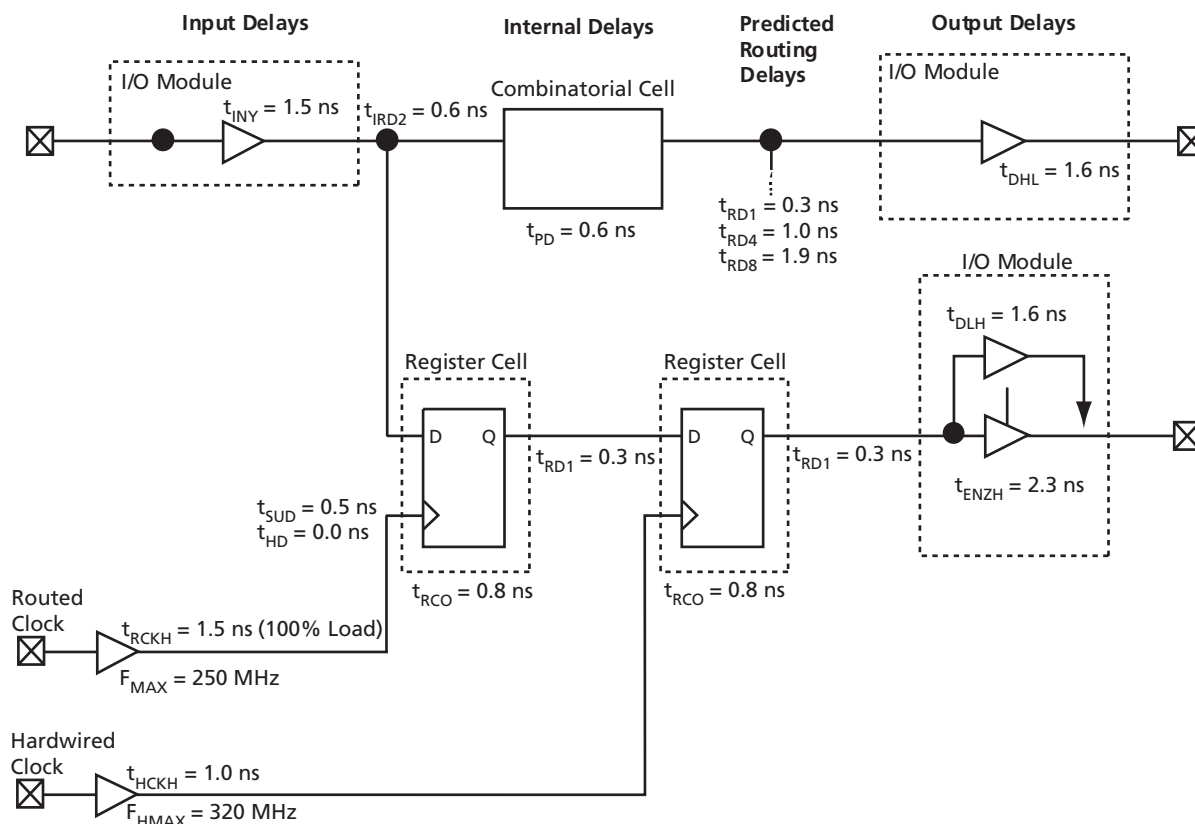 Input Delays
Internal Delays
Predicted
Routing
Delays
Output Delays
I/O Module
t_INY = 1.5 ns
t_IRD2 = 0.6 ns
Combinatorial Cell
t_PD = 0.6 ns
t_RD1 = 0.3 ns
t_RD4 = 1.0 ns
t_RD8 = 1.9 ns
I/O Module
t_DHL = 1.6 ns
I/O Module
t_DLH = 1.6 ns
t_ENZH = 2.3 ns
Register Cell
D Q
t_RD1 = 0.3 ns
Register Cell
D Q
t_RD1 = 0.3 ns
t_SUD = 0.5 ns
t_HD = 0.0 ns
t_RCO = 0.8 ns
t_RCO = 0.8 ns
Routed
Clock
t_RCKH = 1.5 ns (100% Load)
F_MAX = 250 MHz
Hardwired
Clock
t_HCKH = 1.0 ns
F_HMAX = 320 MHz